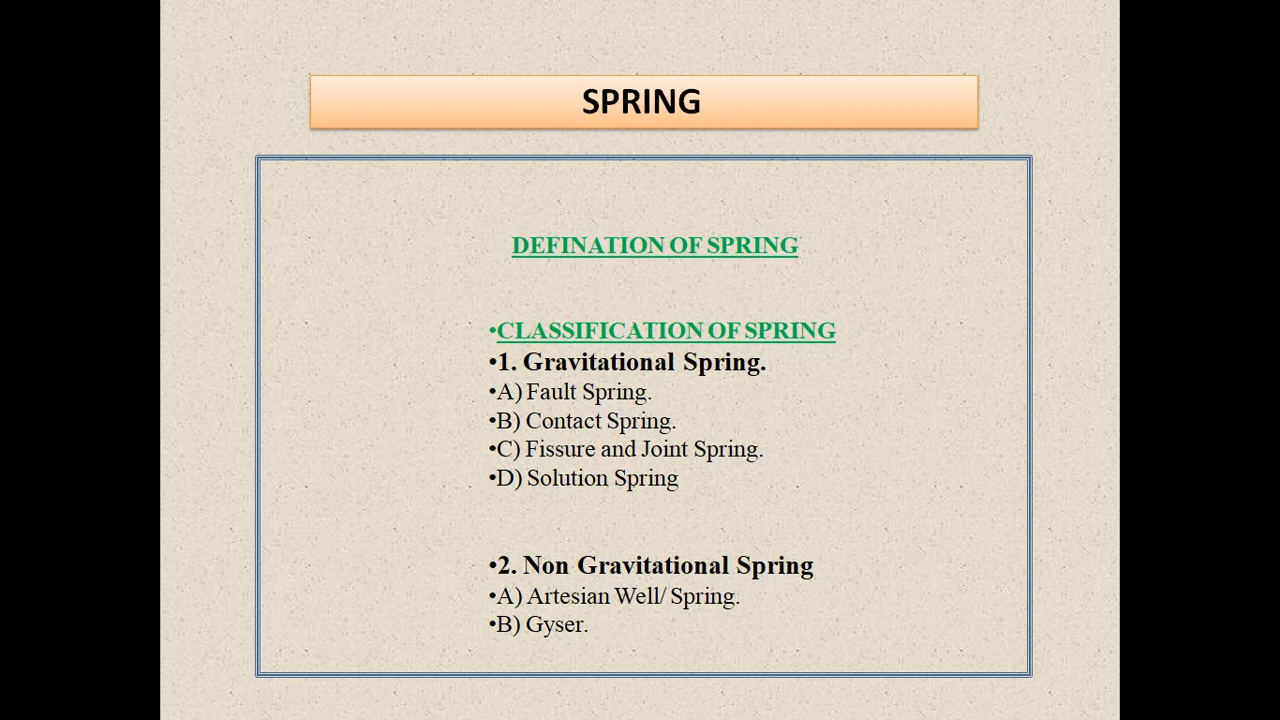 SPRING
DEFINATION OF SPRING
•CLASSIFICATION OF SPRING
•1. Gravitational Spring.
•A) Fault Spring.
•B) Contact Spring.
•C) Fissure and Joint Spring.
•D) Solution Spring
•2. Non Gravitational Spring
•A) Artesian Well/ Spring.
•B) Gyser.